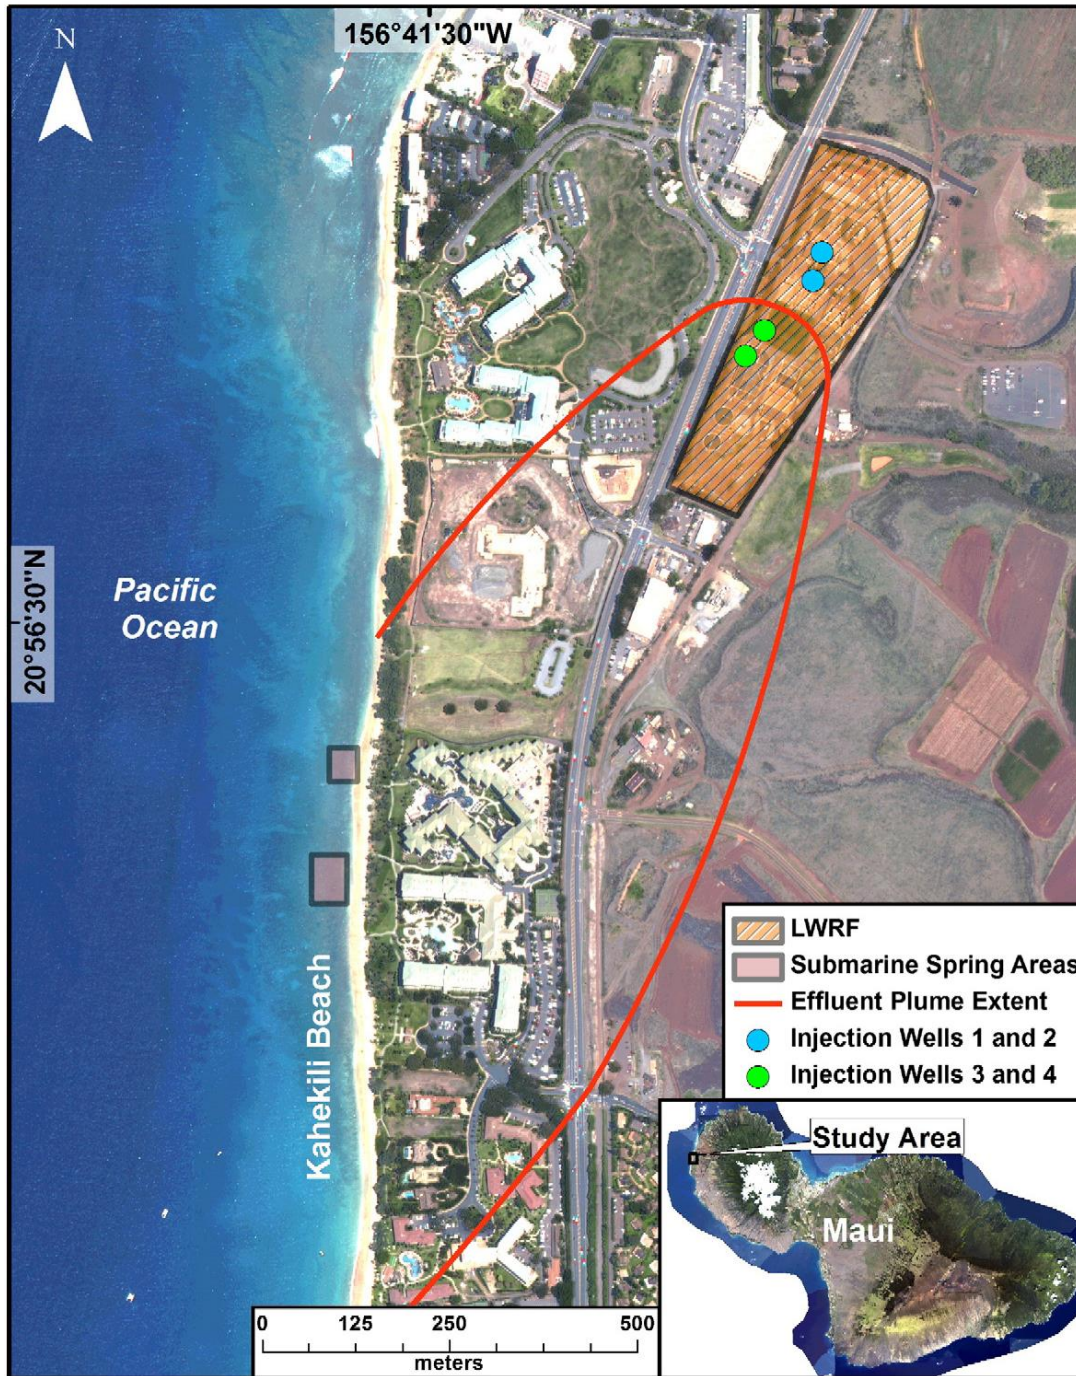 N
156°41'30"W
20°56'30"N
Pacific
Ocean
Kahekili Beach
LWRF
Submarine Spring Areas
Effluent Plume Extent
Injection Wells 1 and 2
Injection Wells 3 and 4
Study Area
Maui
0 125 250 500
meters